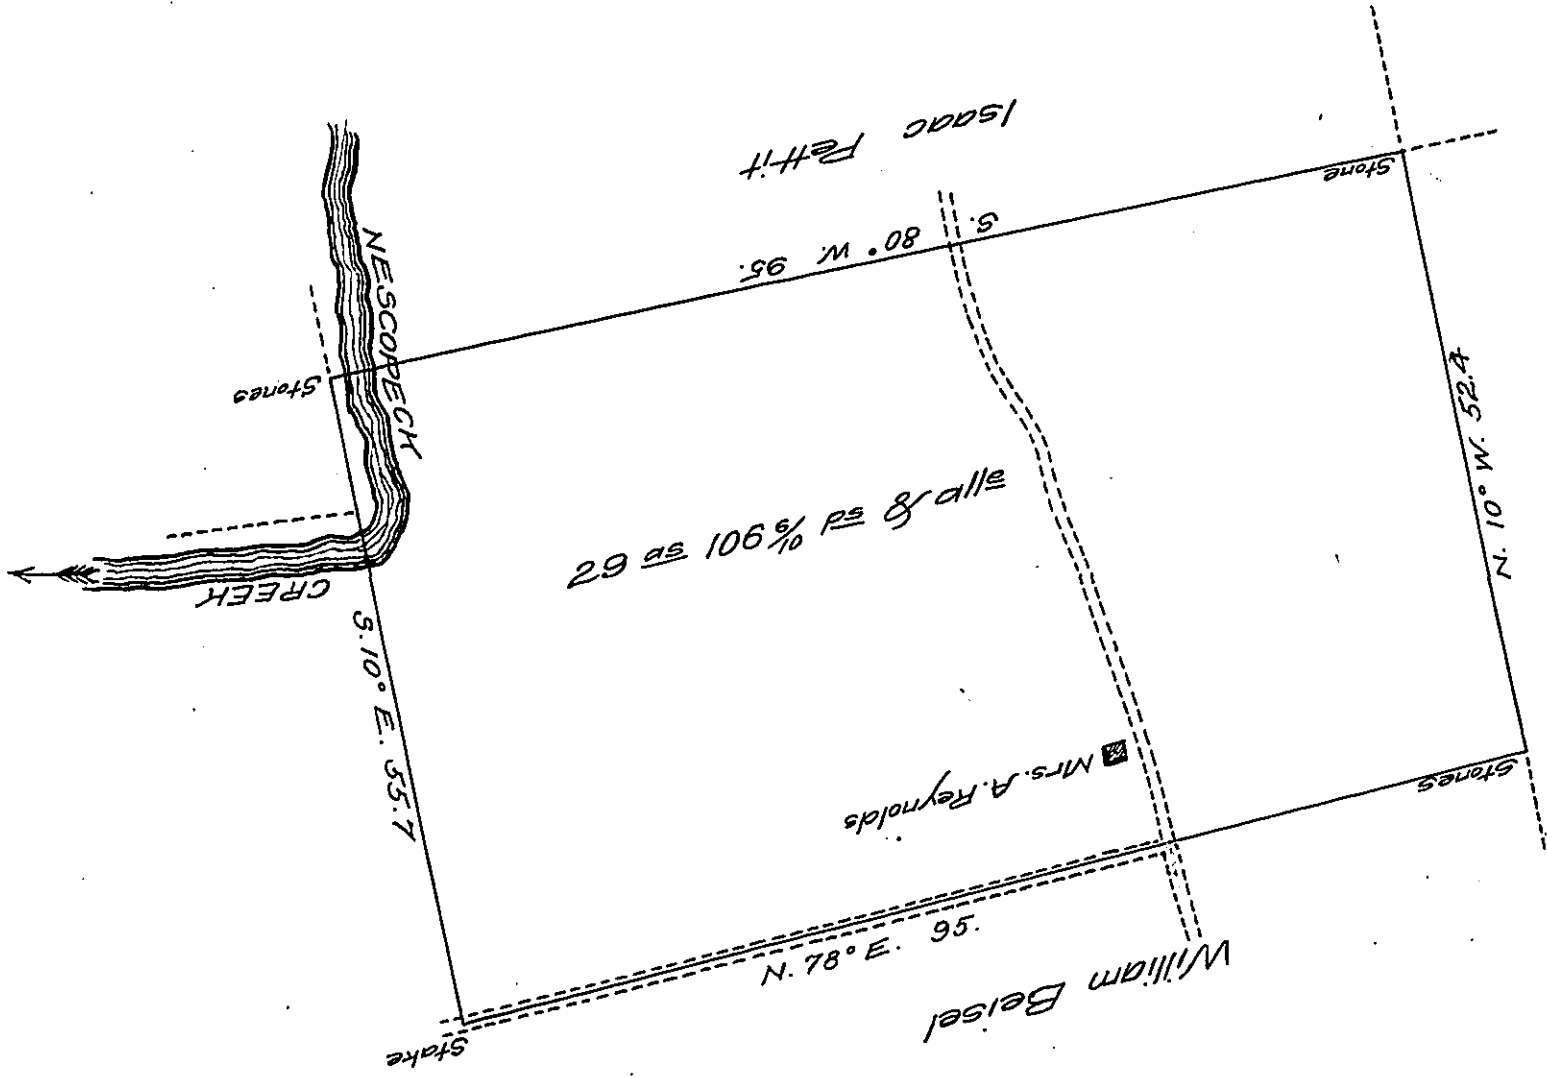 Isaac Pettit
S. 80° W. 95.
Stone
Stones
NESCOPECK
CREEK
N. 10° W. 52.4
29 as 106 6/10 ps & alls
S. 10° E. 55.7
Mrs. A. Reynolds
Stones
N. 78° E. 95.
Stake
William Beisel